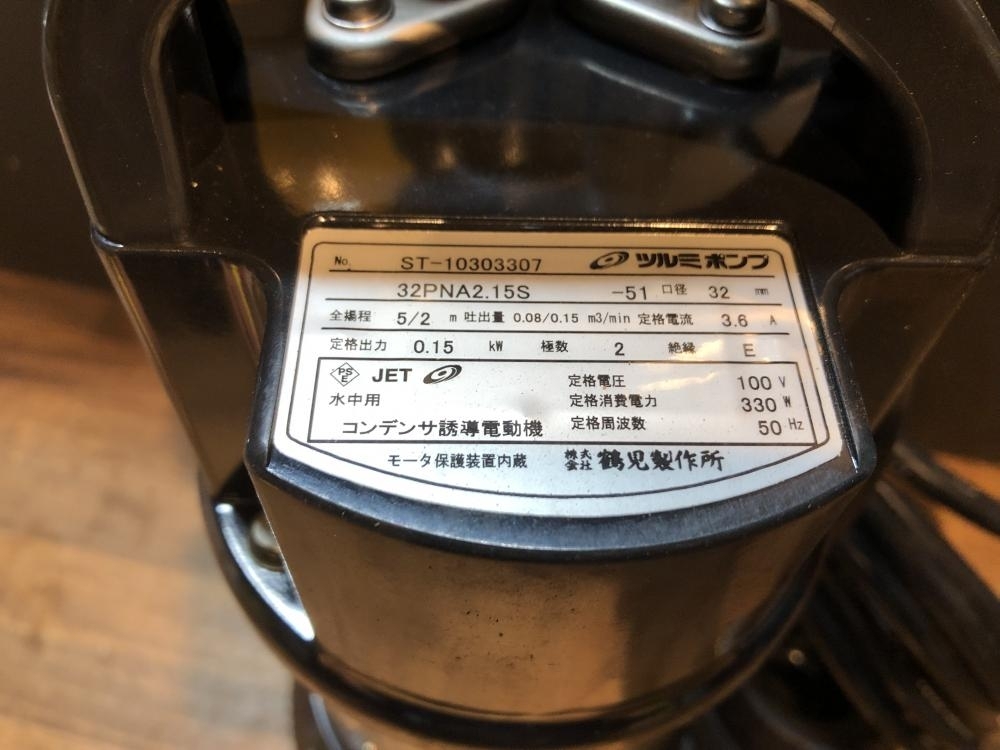 No. ST-10303307 ツルミポンプ
32PNA2.15S -51 口径 32 mm
全揚程 5/2 m 吐出量 0.08/0.15 m3/min 定格電流 3.6 A
定格出力 0.15 kW 極数 2 絶縁 E
PSE JET 定格電圧 100 V
水中用 定格消費電力 330 W
コンデンサ誘導電動機 定格周波数 50 Hz
モータ保護装置内蔵 株式会社 鶴見製作所